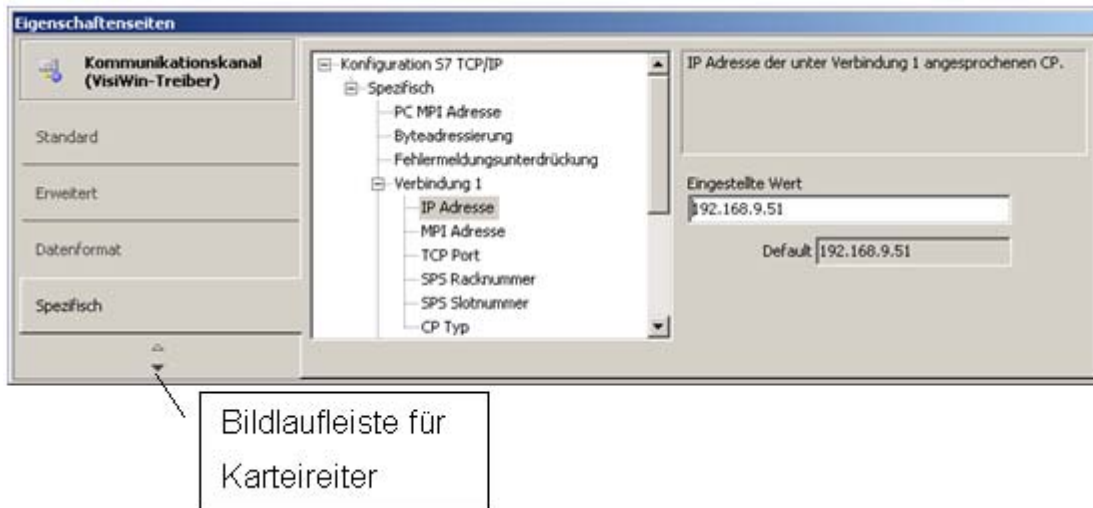 Eigenschaftenseiten
Kommunikationskanal
(VisiWin-Treiber)
Standard
Erweitert
Datenformat
Spezifisch
Konfiguration S7 TCP/IP
Spezifisch
PC MPI Adresse
Byteadressierung
Fehlermeldungsunterdrückung
Verbindung 1
IP Adresse
MPI Adresse
TCP Port
SPS Racknummer
SPS Slotnummer
CP Typ
IP Adresse der unter Verbindung 1 angesprochenen CP.
Eingestellte Wert
192.168.9.51
Default 192.168.9.51
Bildlaufleiste für
Karteireiter